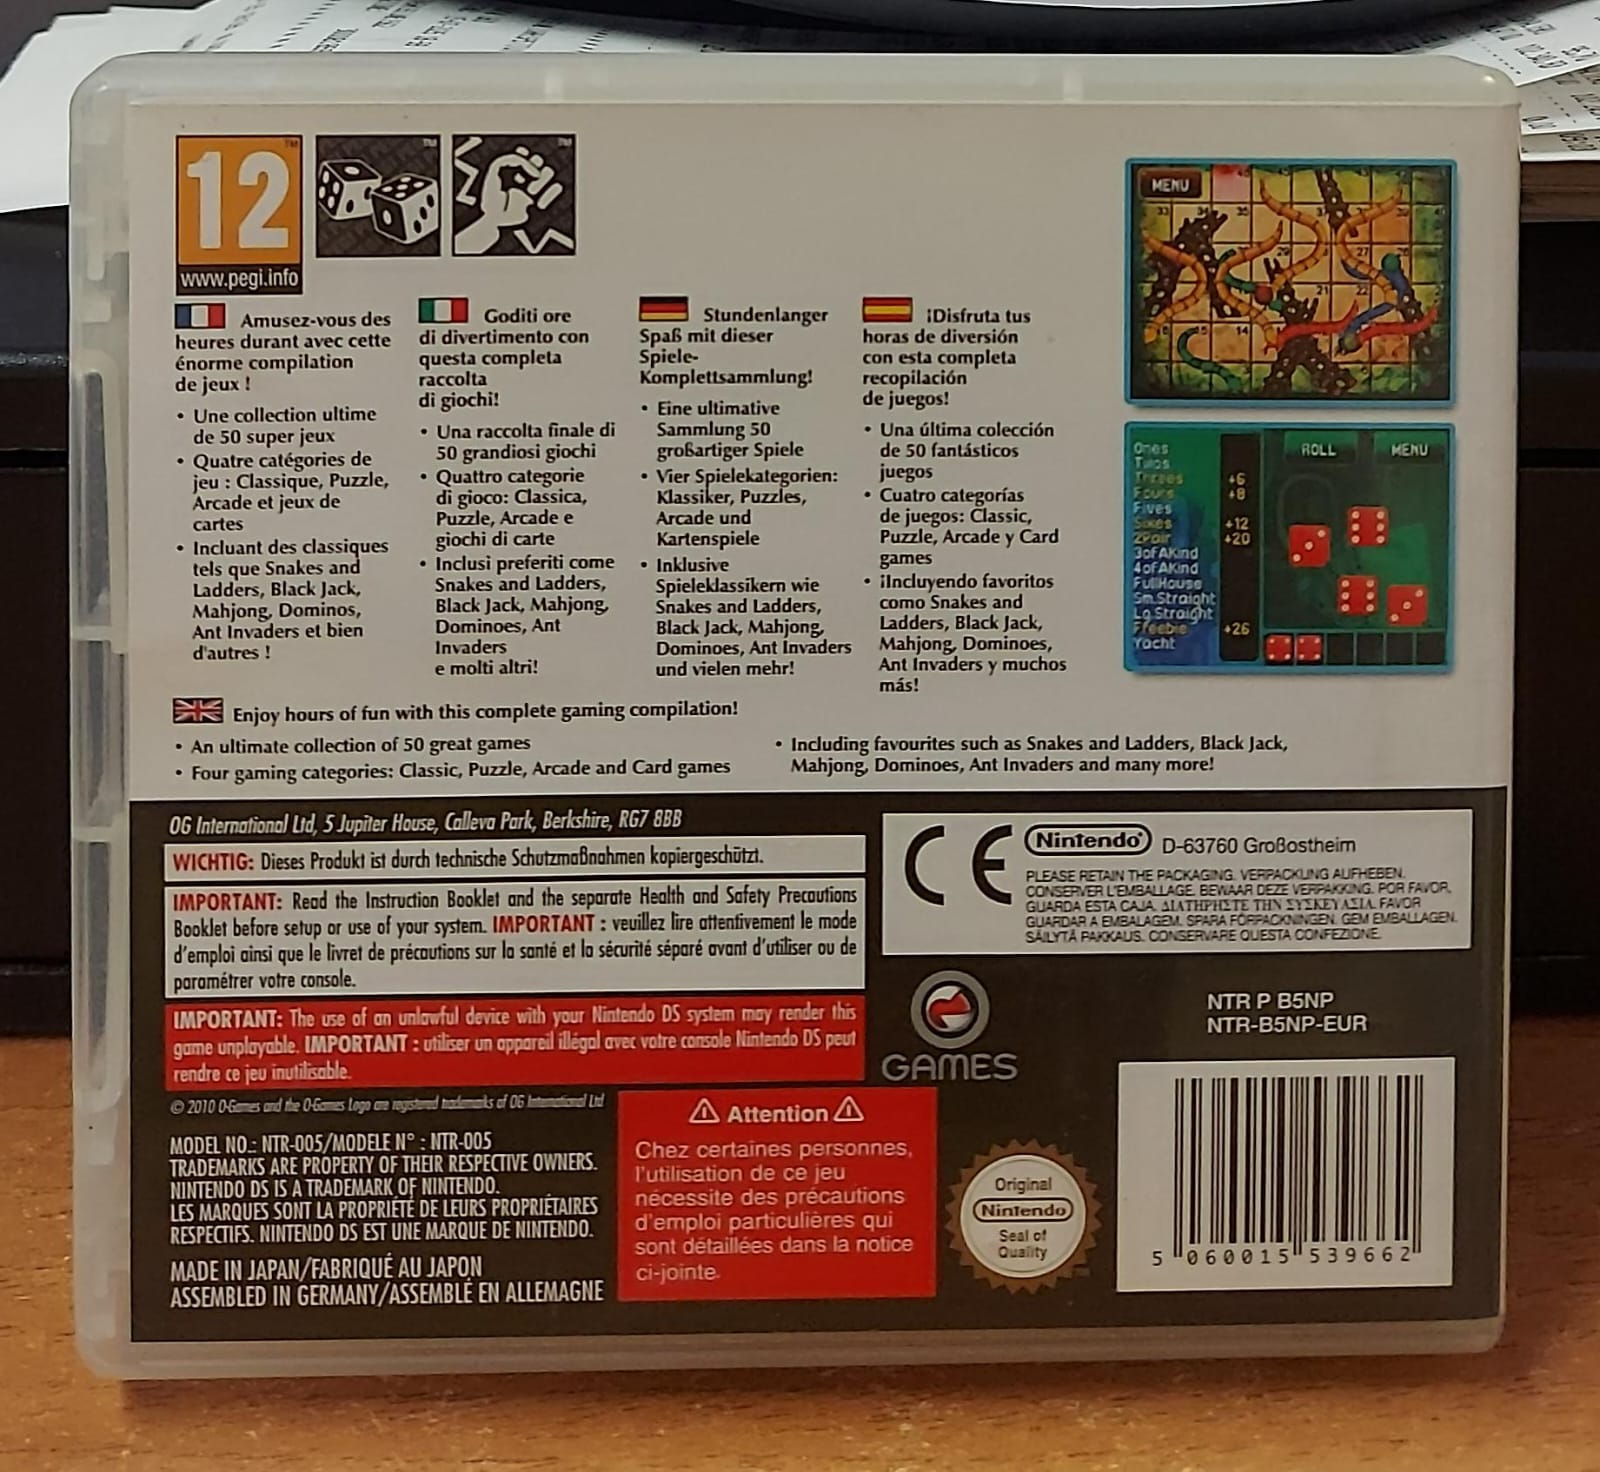 12
www.pegi.info
Amusez-vous des
heures durant avec cette
énorme compilation
de jeux !
• Une collection ultime
de 50 super jeux
• Quatre catégories de
jeu : Classique, Puzzle,
Arcade et jeux de
cartes
• Incluant des classiques
tels que Snakes and
Ladders, Black Jack,
Mahjong, Dominos,
Ant Invaders et bien
d'autres !
Goditi ore
di divertimento con
questa completa
raccolta
di giochi!
• Una raccolta finale di
50 grandiosi giochi
• Quattro categorie
di gioco: Classica,
Puzzle, Arcade e
giochi di carte
• Inclusi preferiti come
Snakes and Ladders,
Black Jack, Mahjong,
Dominoes, Ant
Invaders
e molti altri!
Stundenlanger
Spaß mit dieser
Spiele-
Komplettsammlung!
• Eine ultimative
Sammlung 50
großartiger Spiele
• Vier Spielekategorien:
Klassiker, Puzzles,
Arcade und
Kartenspiele
• Inklusive
Spieleklassikern wie
Snakes and Ladders,
Black Jack, Mahjong,
Dominoes, Ant Invaders
und vielen mehr!
¡Disfruta tus
horas de diversión
con esta completa
recopilación
de juegos!
• Una última colección
de 50 fantásticos
juegos
• Cuatro categorías
de juegos: Classic,
Puzzle, Arcade y Card
games
• ¡Incluyendo favoritos
como Snakes and
Ladders, Black Jack,
Mahjong, Dominoes,
Ant Invaders y muchos
más!
MENU
ROLL MENU
Ones
Twos
Threes +6
Fours +8
Fives
Sixes +12
2Pair +20
3ofAKind
4ofAKind
FullHouse
Sm.Straight
Lg.Straight
Freebie +26
Yacht
Enjoy hours of fun with this complete gaming compilation!
• An ultimate collection of 50 great games
• Four gaming categories: Classic, Puzzle, Arcade and Card games
• Including favourites such as Snakes and Ladders, Black Jack,
Mahjong, Dominoes, Ant Invaders and many more!
OG International Ltd, 5 Jupiter House, Calleva Park, Berkshire, RG7 8BB
WICHTIG: Dieses Produkt ist durch technische Schutzmaßnahmen kopiergeschützt.
IMPORTANT: Read the Instruction Booklet and the separate Health and Safety Precautions
Booklet before setup or use of your system. IMPORTANT : veuillez lire attentivement le mode
d'emploi ainsi que le livret de précautions sur la santé et la sécurité séparé avant d'utiliser ou de
paramétrer votre console.
IMPORTANT: The use of an unlawful device with your Nintendo DS system may render this
game unplayable. IMPORTANT : utiliser un appareil illégal avec votre console Nintendo DS peut
rendre ce jeu inutilisable.
© 2010 O-Games and the O-Games Logo are registered trademarks of OG International Ltd
MODEL NO.: NTR-005/MODELE N° : NTR-005
TRADEMARKS ARE PROPERTY OF THEIR RESPECTIVE OWNERS.
NINTENDO DS IS A TRADEMARK OF NINTENDO.
LES MARQUES SONT LA PROPRIÉTÉ DE LEURS PROPRIÉTAIRES
RESPECTIFS. NINTENDO DS EST UNE MARQUE DE NINTENDO.
MADE IN JAPAN/FABRIQUÉ AU JAPON
ASSEMBLED IN GERMANY/ASSEMBLÉ EN ALLEMAGNE
Attention
Chez certaines personnes,
l'utilisation de ce jeu
nécessite des précautions
d'emploi particulières qui
sont détaillées dans la notice
ci-jointe.
CE
Nintendo D-63760 Großostheim
PLEASE RETAIN THE PACKAGING. VERPACKUNG AUFHEBEN.
CONSERVER L'EMBALLAGE. BEWAAR DEZE VERPAKKING. POR FAVOR,
GUARDA ESTA CAJA. ΔΙΑΤΗΡΗΣΤΕ ΤΗΝ ΣΥΣΚΕΥΑΣΙΑ. FAVOR
GUARDAR A EMBALAGEM. SPARA FÖRPACKNINGEN. GEM EMBALLAGEN.
SÄILYTÄ PAKKAUS. CONSERVARE QUESTA CONFEZIONE.
GAMES
NTR P B5NP
NTR-B5NP-EUR
Original
Nintendo
Seal of
Quality
5 060015 539662